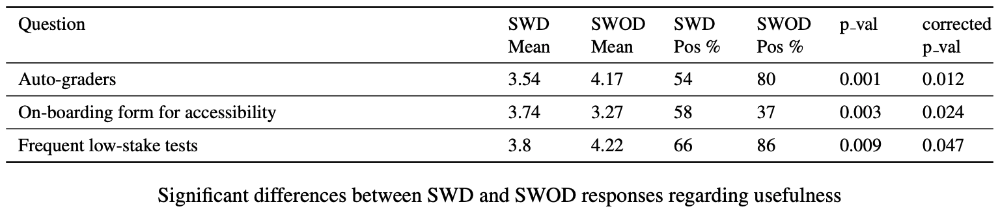 Question SWD SWOD SWD SWOD p_val corrected
Mean Mean Pos % Pos % p_val
Auto-graders 3.54 4.17 54 80 0.001 0.012
On-boarding form for accessibility 3.74 3.27 58 37 0.003 0.024
Frequent low-stake tests 3.8 4.22 66 86 0.009 0.047
Significant differences between SWD and SWOD responses regarding usefulness